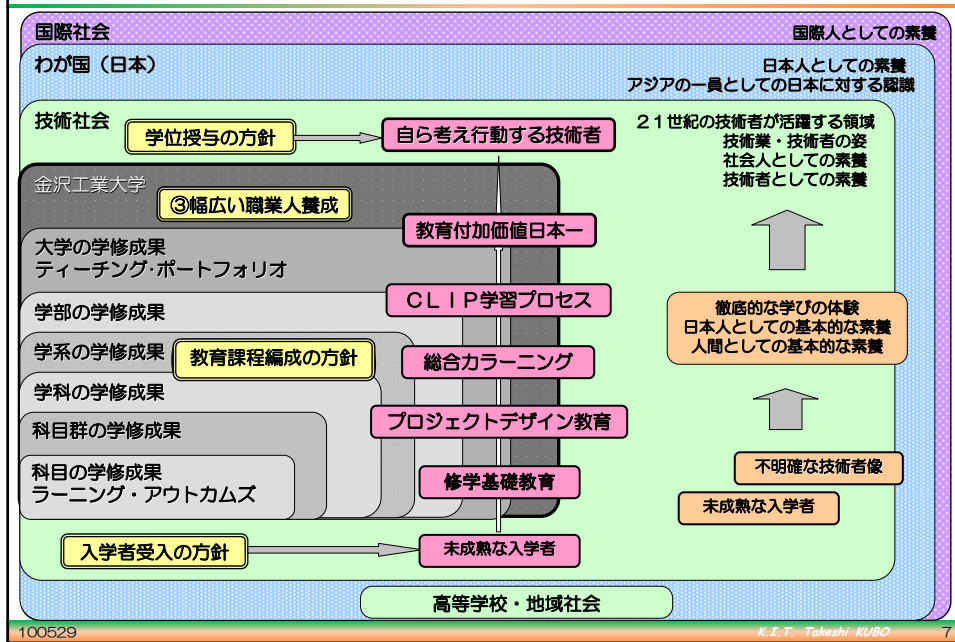 国際社会
国際人としての素養
わが国（日本）
日本人としての素養
アジアの一員としての日本に対する認識
技術社会
学位授与の方針
自ら考え行動する技術者
２１世紀の技術者が活躍する領域
技術業・技術者の姿
社会人としての素養
技術者としての素養
金沢工業大学
③幅広い職業人養成
教育付加価値日本一
大学の学修成果
ティーチング･ポートフォリオ
ＣＬＩＰ学習プロセス
学部の学修成果
徹底的な学びの体験
日本人としての基本的な素養
人間としての基本的な素養
学系の学修成果
教育課程編成の方針
総合力ラーニング
学科の学修成果
プロジェクトデザイン教育
科目群の学修成果
科目の学修成果
ラーニング・アウトカムズ
修学基礎教育
不明確な技術者像
未成熟な入学者
入学者受入の方針
未成熟な入学者
高等学校・地域社会
100529
K.I.T. Takeshi KUBO
7